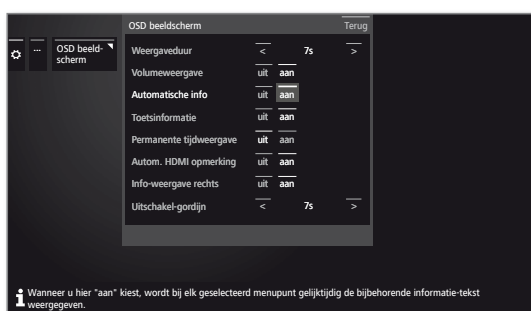 OSD beeldscherm Terug
... OSD beeld-
scherm
Weergaveduur < 7s >
Volumeweergave uit aan
Automatische info uit aan
Toetsinformatie uit aan
Permanente tijdweergave uit aan
Autom. HDMI opmerking uit aan
Info-weergave rechts uit aan
Uitschakel-gordijn < 7s >
i Wanneer u hier "aan" kiest, wordt bij elk geselecteerd menupunt gelijktijdig de bijbehorende informatie-tekst
weergegeven.